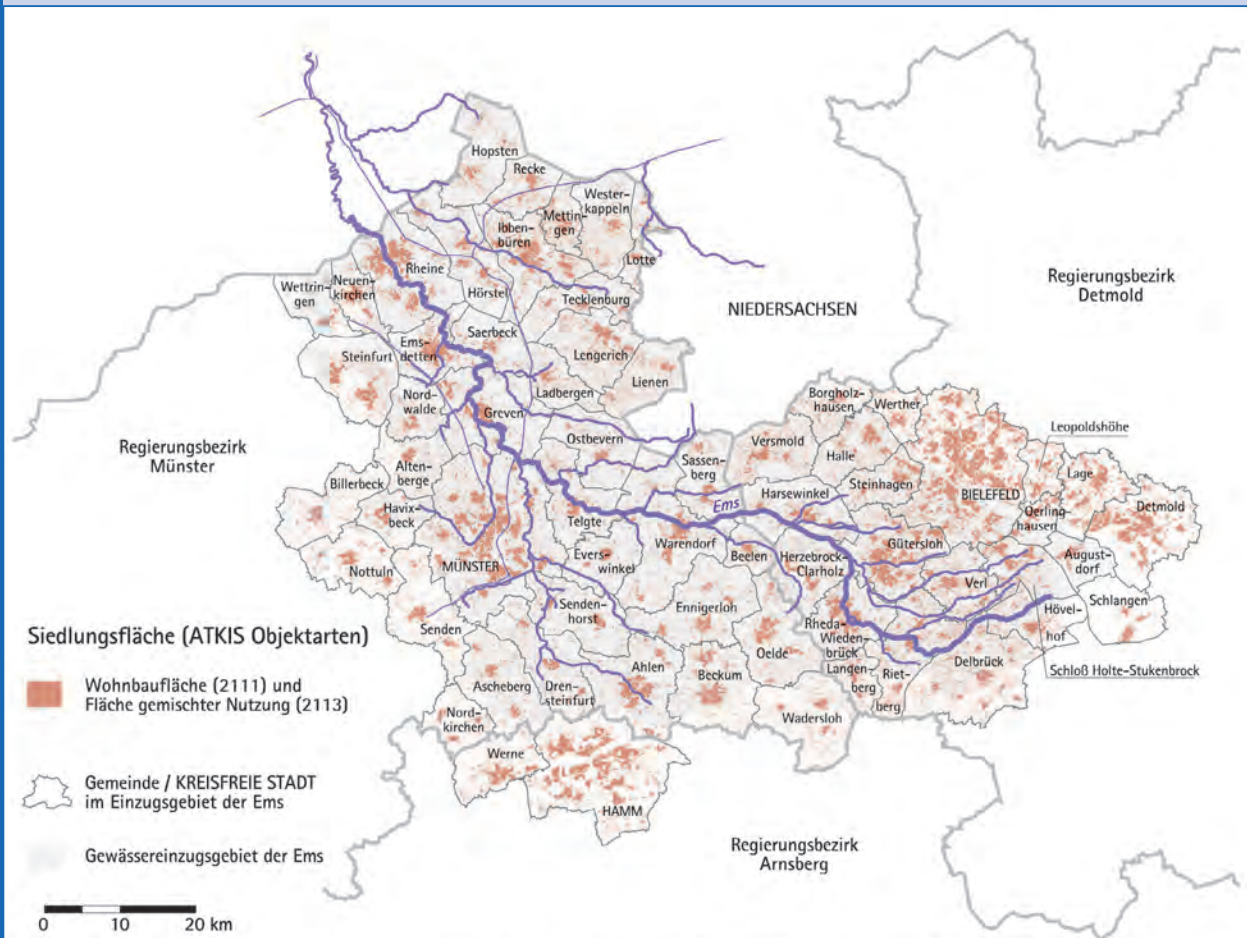 Hopsten
Recke
Wester-
kappeln
Mettin-
gen
Ibben-
büren
Lotte
Rheine
Neuen-
kirchen
Wettrin-
gen
Hörstel
Tecklenburg
NIEDERSACHSEN
Regierungsbezirk
Detmold
Saerbeck
Ems-
detten
Steinfurt
Lengerich
Lienen
Ladbergen
Nord-
walde
Greven
Borgholz-
hausen
Werther
Leopoldshöhe
Ostbevern
Versmold
Regierungsbezirk
Münster
Sassen-
berg
Halle
Lage
Alten-
berge
Steinhagen
Billerbeck
BIELEFELD
Harsewinkel
Ems
Oerling-
hausen
Detmold
Havix-
beck
Telgte
Warendorf
Gütersloh
Beelen
Herzebrock-
Clarholz
August-
dorf
Nottuln
MÜNSTER
Evers-
winkel
Verl
Schlangen
Senden-
horst
Ennigerloh
Hövel-
hof
Rheda-
Wieden-
brück
Siedlungsfläche (ATKIS Objektarten)
Senden
Oelde
Delbrück
Ahlen
Beckum
Langen-
berg
Riet-
berg
Schloß Holte-Stukenbrock
Wohnbaufläche (2111) und
Fläche gemischter Nutzung (2113)
Ascheberg
Dren-
steinfurt
Nord-
kirchen
Wadersloh
Werne
Gemeinde / KREISFREIE STADT
im Einzugsgebiet der Ems
HAMM
Regierungsbezirk
Arnsberg
Gewässereinzugsgebiet der Ems
0 10 20 km